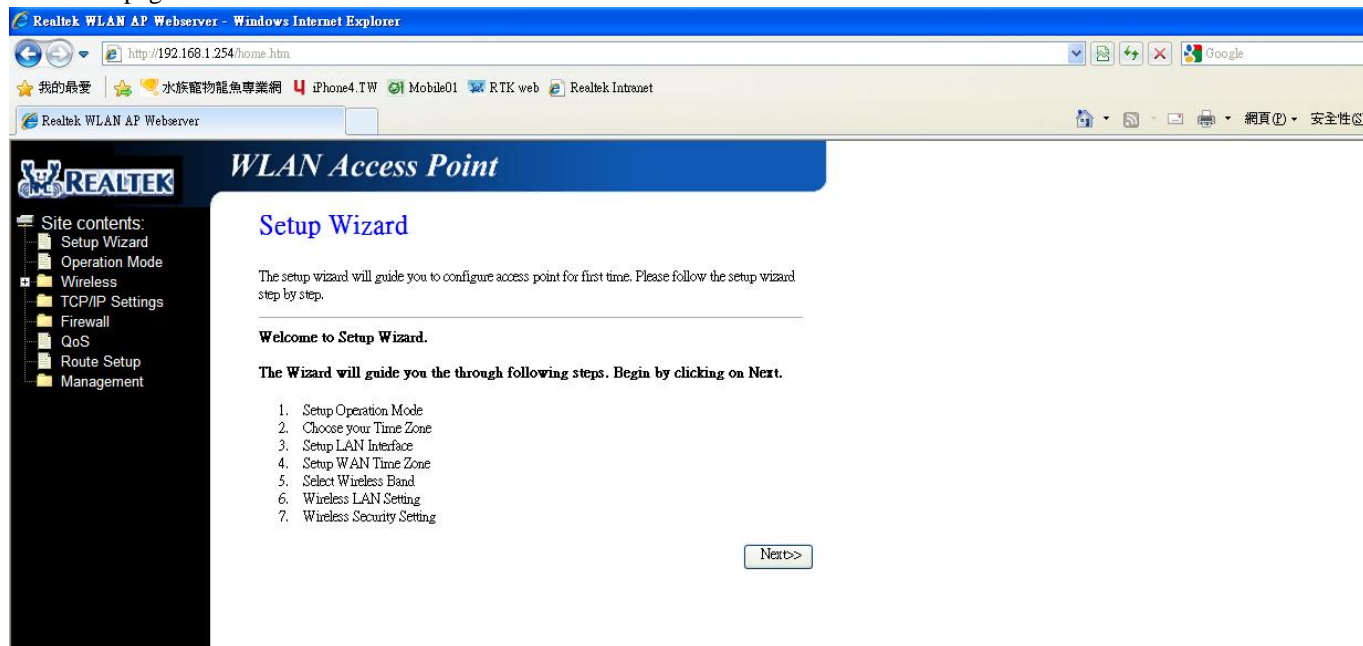 Realtek WLAN AP Webserver - Windows Internet Explorer
http://192.168.1.254/home.htm
Google
我的最愛
水族寵物龍魚專業網
iPhone4.TW
Mobile01
RTK web
Realtek Intranet
Realtek WLAN AP Webserver
網頁(P)
安全性(S
REALTEK
WLAN Access Point
Site contents:
Setup Wizard
Operation Mode
Wireless
TCP/IP Settings
Firewall
QoS
Route Setup
Management
Setup Wizard
The setup wizard will guide you to configure access point for first time. Please follow the setup wizard
step by step.
Welcome to Setup Wizard.
The Wizard will guide you the through following steps. Begin by clicking on Next.
1. Setup Operation Mode
2. Choose your Time Zone
3. Setup LAN Interface
4. Setup WAN Time Zone
5. Select Wireless Band
6. Wireless LAN Setting
7. Wireless Security Setting
Next>>